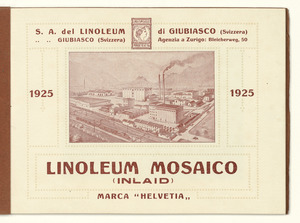 S. A. del LINOLEUM di GIUBIASCO (Svizzera)
„ „ GIUBIASCO (Svizzera) Agenzia a Zurigo: Bleicherweg, 50
1925 1925
LINOLEUM MOSAICO
(INLAID)
MARCA "HELVETIA„